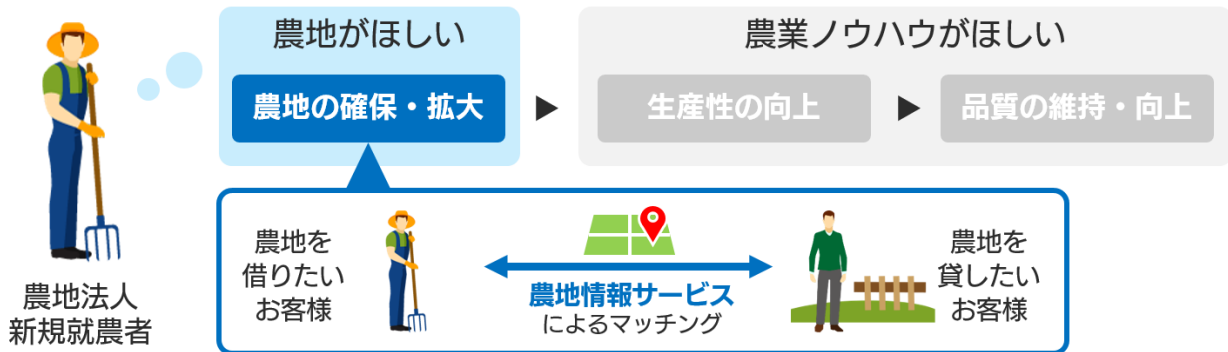 農地がほしい
農業ノウハウがほしい
農地の確保・拡大
生産性の向上
品質の維持・向上
農地法人
新規就農者
農地を
借りたい
お客様
農地情報サービス
によるマッチング
農地を
貸したい
お客様